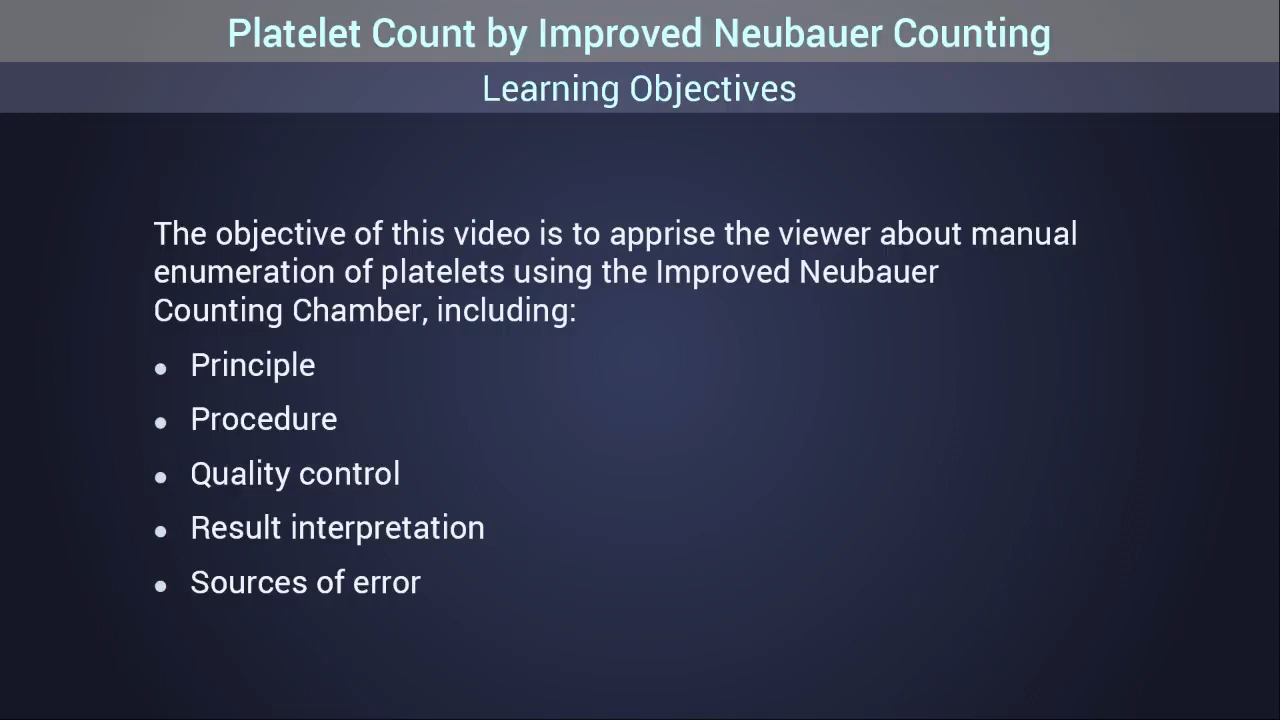 Platelet Count by Improved Neubauer Counting
Learning Objectives
The objective of this video is to apprise the viewer about manual
enumeration of platelets using the Improved Neubauer
Counting Chamber, including:
• Principle
• Procedure
• Quality control
• Result interpretation
• Sources of error